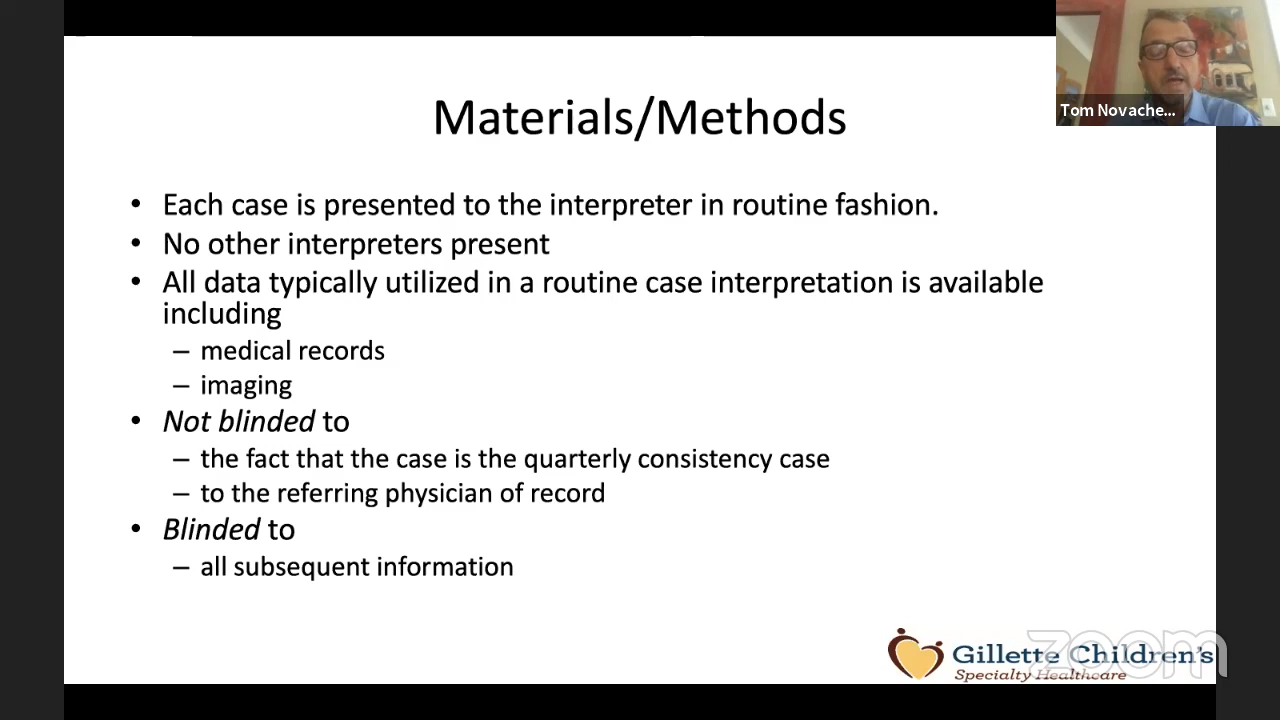 Materials/Methods
Tom Novache...
• Each case is presented to the interpreter in routine fashion.
• No other interpreters present
• All data typically utilized in a routine case interpretation is available
including
– medical records
– imaging
• Not blinded to
– the fact that the case is the quarterly consistency case
– to the referring physician of record
• Blinded to
– all subsequent information
Gillette Children's
Specialty Healthcare
zoom